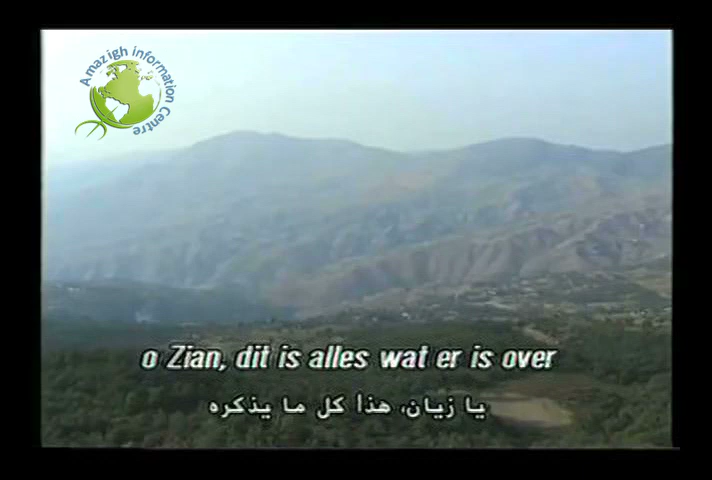 Amazigh information Centre
o Zian, dit is alles wat er is over
يا زيان، هذا كل ما يذكره